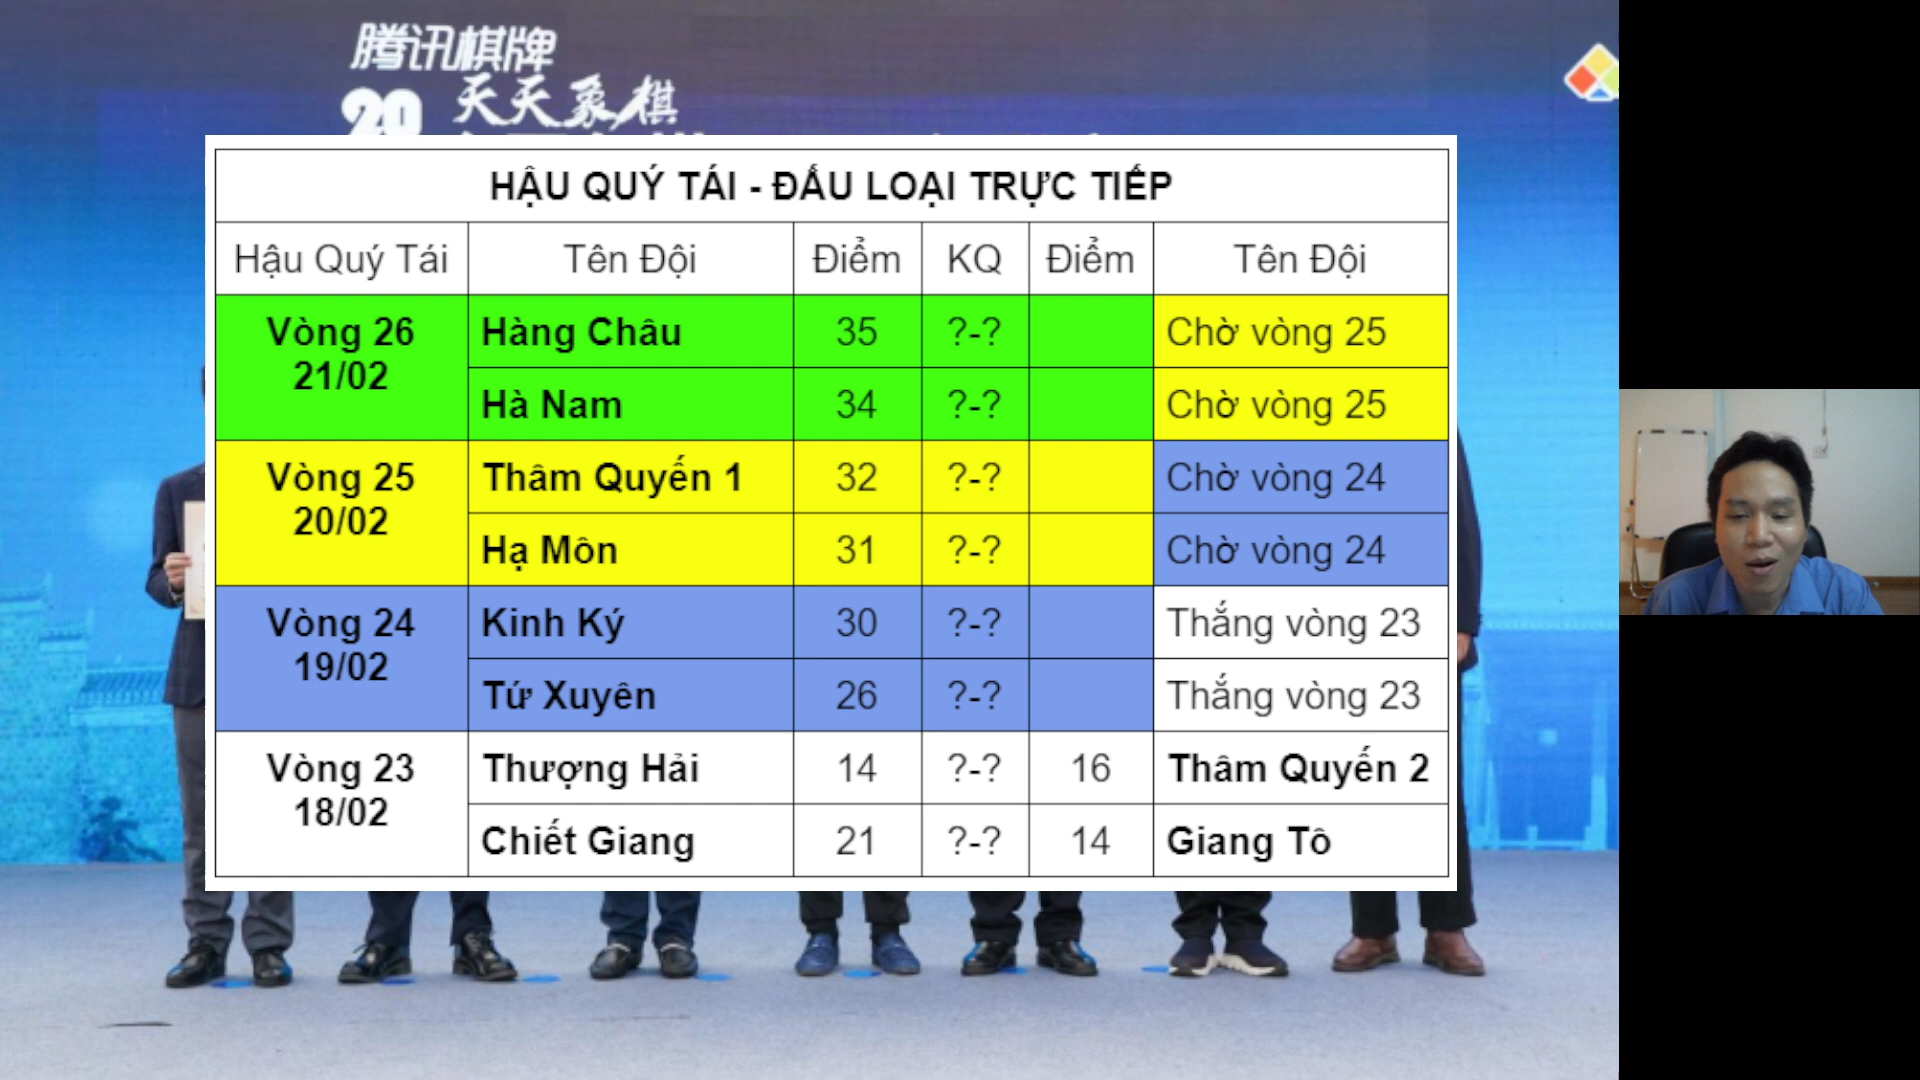 腾讯棋牌
20 天天象棋
HẬU QUÝ TÁI - ĐẤU LOẠI TRỰC TIẾP
Hậu Quý Tái Tên Đội Điểm KQ Điểm Tên Đội
Vòng 26 21/02 Hàng Châu 35 ?-? Chờ vòng 25
Hà Nam 34 ?-? Chờ vòng 25
Vòng 25 20/02 Thâm Quyến 1 32 ?-? Chờ vòng 24
Hạ Môn 31 ?-? Chờ vòng 24
Vòng 24 19/02 Kinh Ký 30 ?-? Thắng vòng 23
Tứ Xuyên 26 ?-? Thắng vòng 23
Vòng 23 18/02 Thượng Hải 14 ?-? 16 Thâm Quyến 2
Chiết Giang 21 ?-? 14 Giang Tô